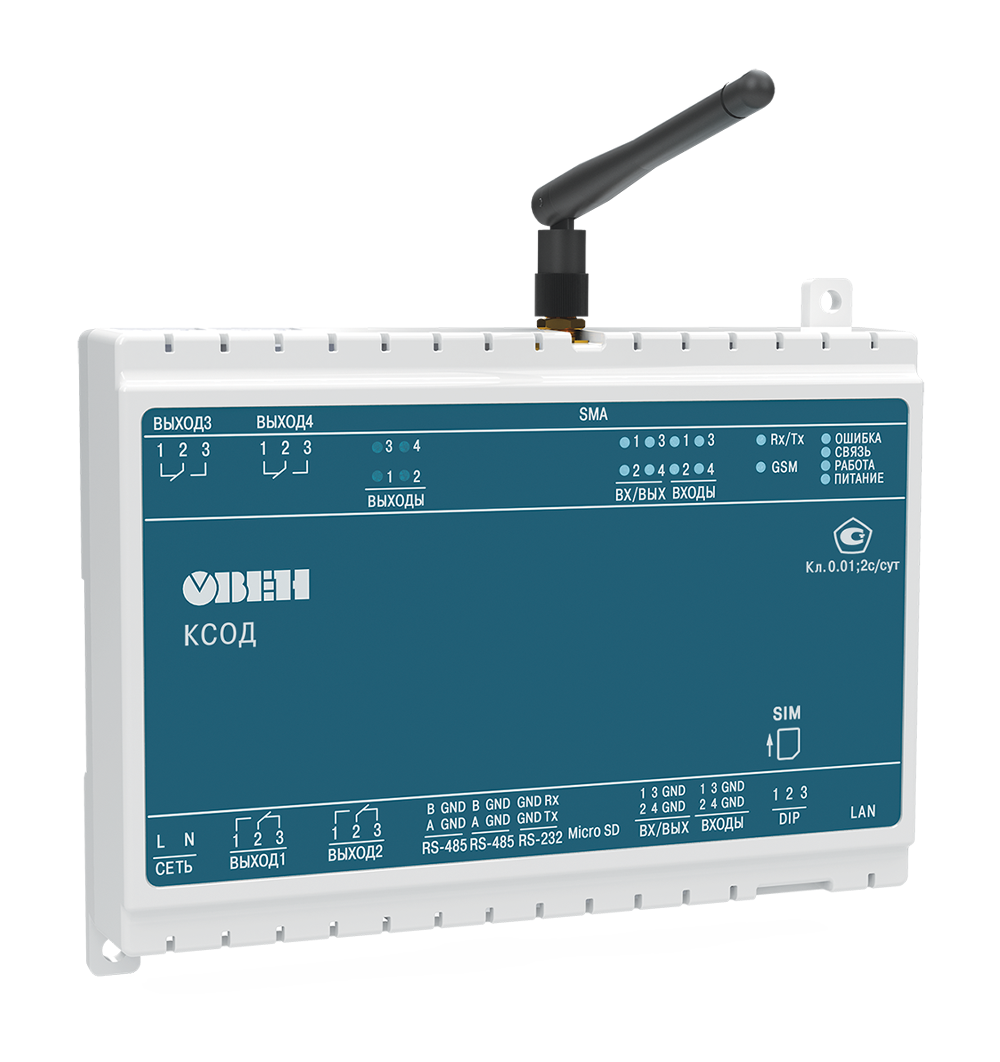 ВЫХОД3 ВЫХОД4 SMA
1 2 3 1 2 3
3 4
1 2
ВЫХОДЫ
1 3 1 3
2 4 2 4
ВХ/ВЫХ ВХОДЫ
Rx/Tx
GSM
ОШИБКА
СВЯЗЬ
РАБОТА
ПИТАНИЕ
Кл. 0.01;2с/сут
ОВЕН
КСОД
SIM
L N
СЕТЬ
1 2 3
ВЫХОД1
1 2 3
ВЫХОД2
B GND B GND GND Rx
A GND A GND GND Tx
RS-485 RS-485 RS-232
Micro SD
1 3 GND 1 3 GND
2 4 GND 2 4 GND
ВХ/ВЫХ ВХОДЫ
1 2 3
DIP
LAN